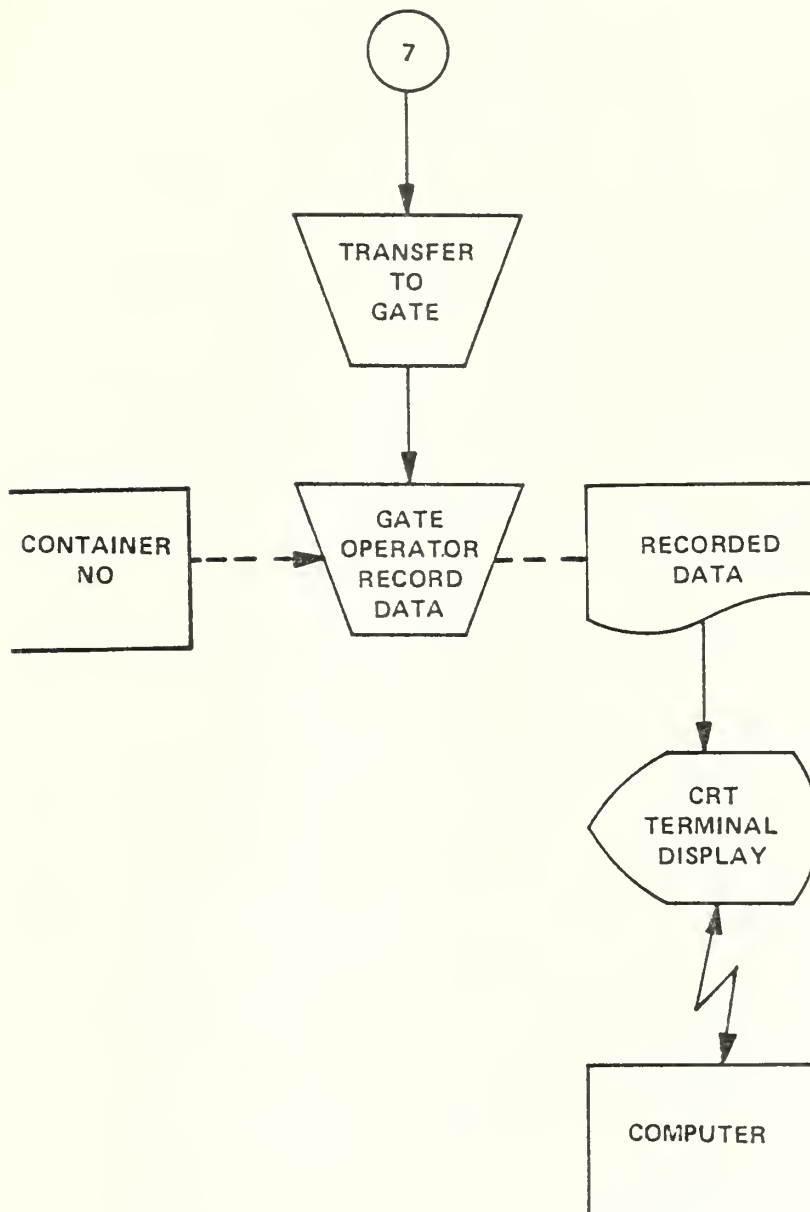 7
TRANSFER
TO
GATE
CONTAINER
NO
GATE
OPERATOR
RECORD
DATA
RECORDED
DATA
CRT
TERMINAL
DISPLAY
COMPUTER